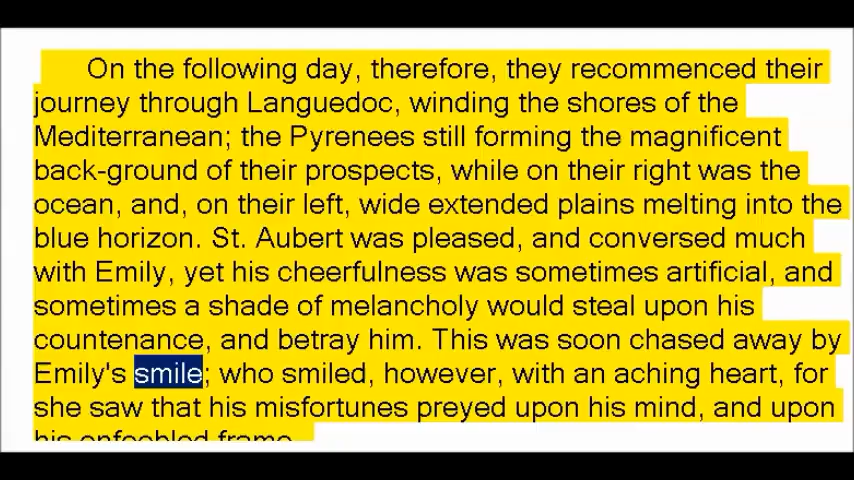 On the following day, therefore, they recommenced their
journey through Languedoc, winding the shores of the
Mediterranean; the Pyrenees still forming the magnificent
back-ground of their prospects, while on their right was the
ocean, and, on their left, wide extended plains melting into the
blue horizon. St. Aubert was pleased, and conversed much
with Emily, yet his cheerfulness was sometimes artificial, and
sometimes a shade of melancholy would steal upon his
countenance, and betray him. This was soon chased away by
Emily's smile; who smiled, however, with an aching heart, for
she saw that his misfortunes preyed upon his mind, and upon
his enfeebled frame.